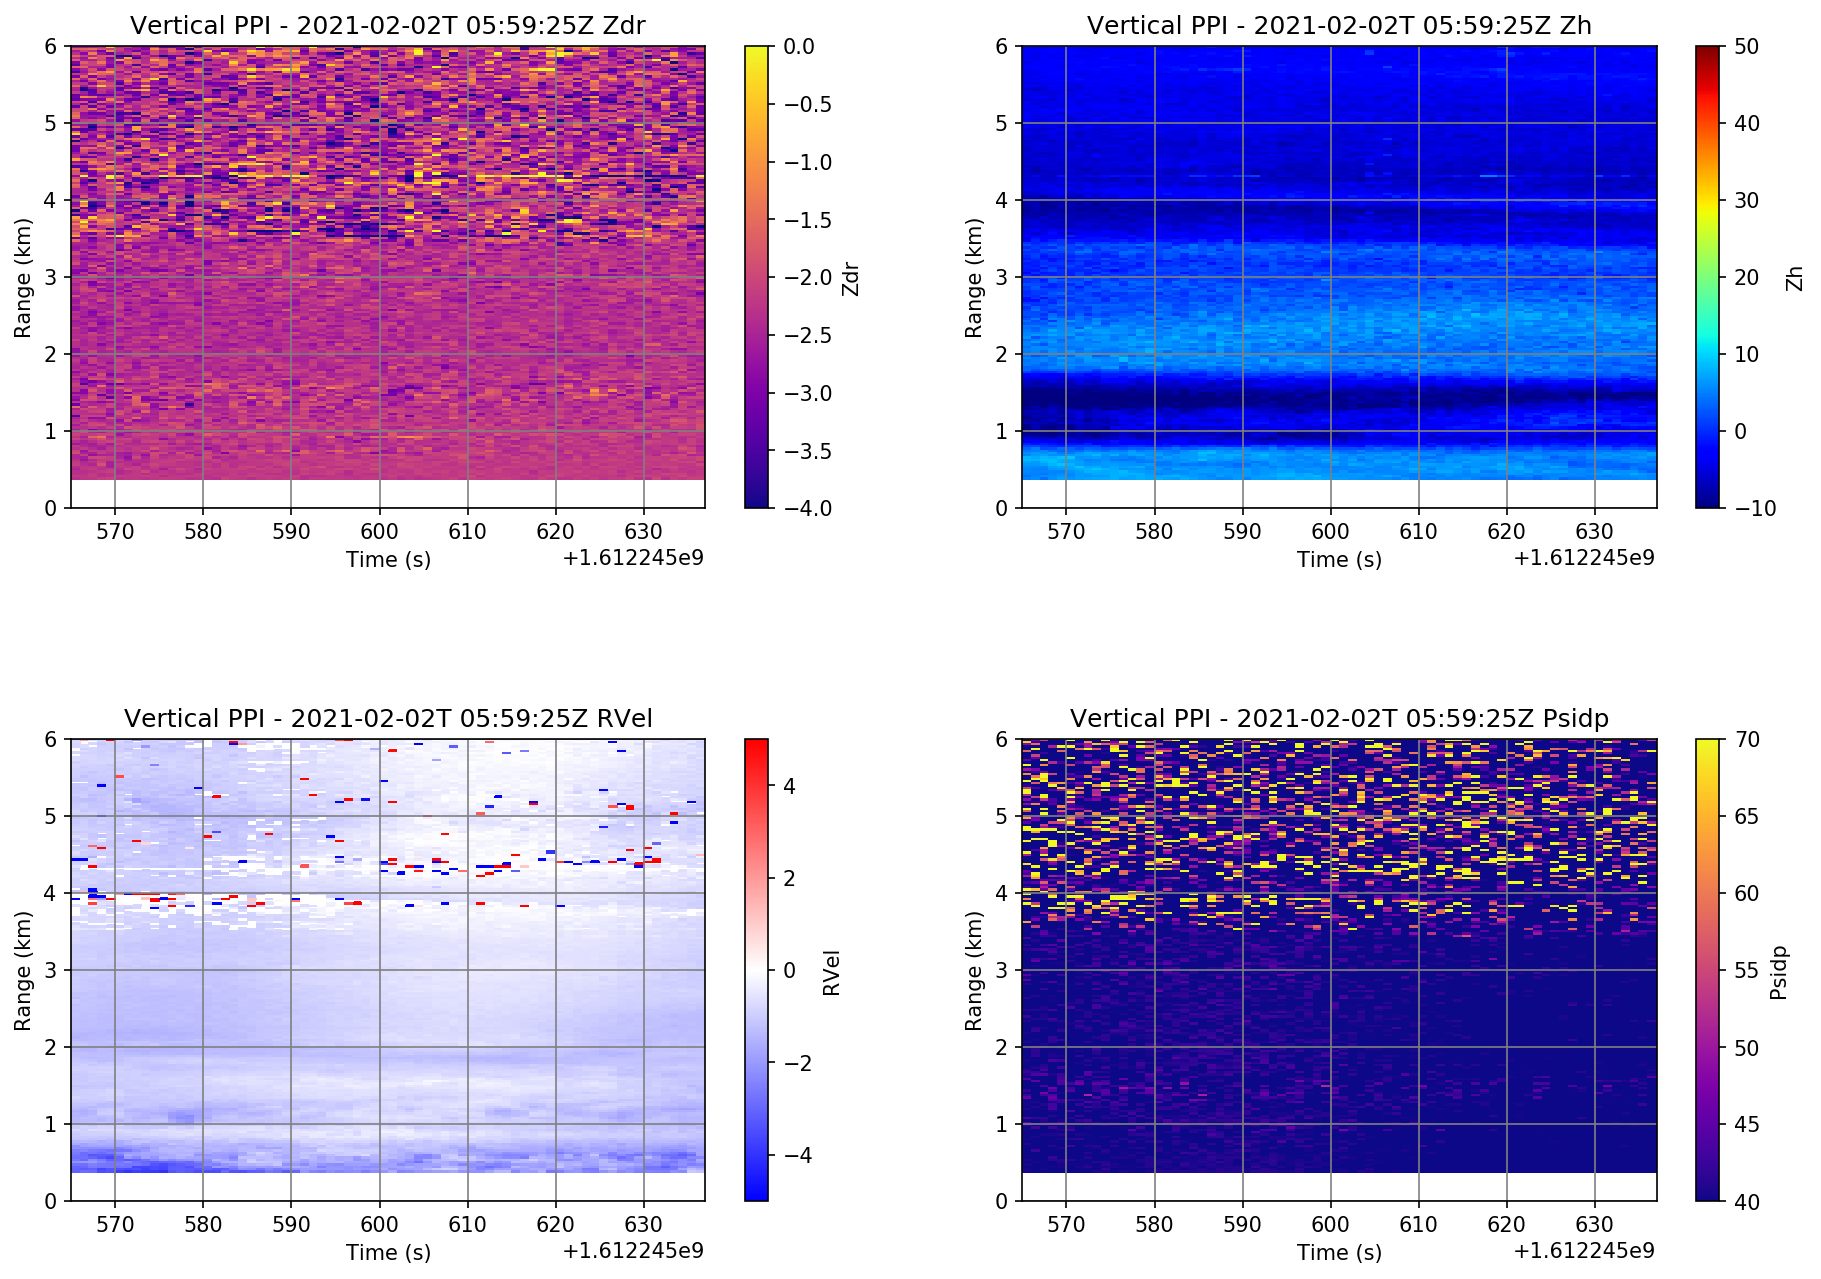 Vertical PPI - 2021-02-02T 05:59:25Z Zdr
6
5
4
3
2
1
0
Range (km)
570 580 590 600 610 620 630
Time (s)
+1.612245e9
0.0
−0.5
−1.0
−1.5
−2.0
−2.5
−3.0
−3.5
−4.0
Zdr
Vertical PPI - 2021-02-02T 05:59:25Z Zh
6
5
4
3
2
1
0
Range (km)
570 580 590 600 610 620 630
Time (s)
+1.612245e9
50
40
30
20
10
0
−10
Zh
Vertical PPI - 2021-02-02T 05:59:25Z RVel
6
5
4
3
2
1
0
Range (km)
570 580 590 600 610 620 630
Time (s)
+1.612245e9
4
2
0
−2
−4
RVel
Vertical PPI - 2021-02-02T 05:59:25Z Psidp
6
5
4
3
2
1
0
Range (km)
570 580 590 600 610 620 630
Time (s)
+1.612245e9
70
65
60
55
50
45
40
Psidp